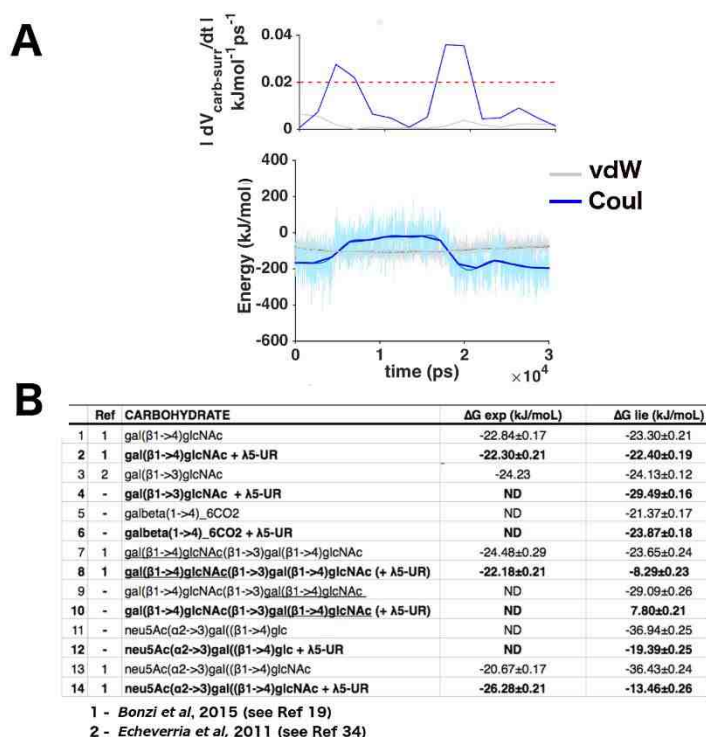 A
| dVcarb-surr/dt |
kJmol-1ps-1
0.04
0.02
0
400
200
0
-200
-400
-600
Energy (kJ/mol)
vdW
Coul
0 1 2 3
time (ps) ×10^4
B
Ref CARBOHYDRATE ΔG exp (kJ/moL) ΔG lie (kJ/moL)
1 1 gal(β1->4)glcNAc -22.84±0.17 -23.30±0.21
2 1 gal(β1->4)glcNAc + λ5-UR -22.30±0.21 -22.40±0.19
3 2 gal(β1->3)glcNAc -24.23 -24.13±0.12
4 - gal(β1->3)glcNAc + λ5-UR ND -29.49±0.16
5 - galbeta(1->4)_6CO2 ND -21.37±0.17
6 - galbeta(1->4)_6CO2 + λ5-UR ND -23.87±0.18
7 1 gal(β1->4)glcNAc(β1->3)gal(β1->4)glcNAc -24.48±0.29 -23.65±0.24
8 1 gal(β1->4)glcNAc(β1->3)gal(β1->4)glcNAc (+ λ5-UR) -22.18±0.21 -8.29±0.23
9 - gal(β1->4)glcNAc(β1->3)gal(β1->4)glcNAc ND -29.09±0.26
10 - gal(β1->4)glcNAc(β1->3)gal(β1->4)glcNAc (+ λ5-UR) ND 7.80±0.21
11 - neu5Ac(α2->3)gal((β1->4)glc ND -36.94±0.25
12 - neu5Ac(α2->3)gal((β1->4)glc + λ5-UR ND -19.39±0.25
13 1 neu5Ac(α2->3)gal((β1->4)glcNAc -20.67±0.17 -36.43±0.24
14 1 neu5Ac(α2->3)gal((β1->4)glcNAc + λ5-UR -26.28±0.21 -13.46±0.26
1 - Bonzi et al, 2015 (see Ref 19)
2 - Echeverria et al, 2011 (see Ref 34)